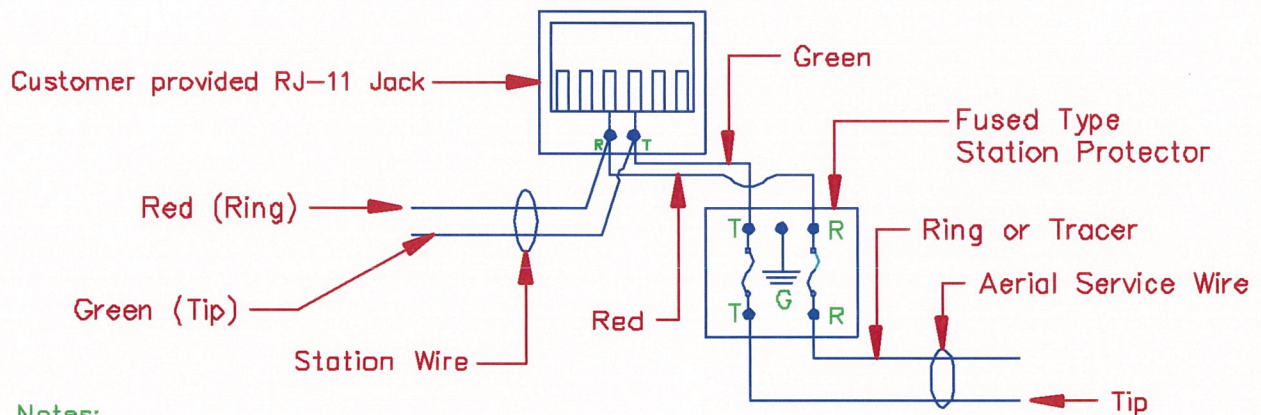 Green
Customer provided RJ-11 Jack
Fused Type
Station Protector
R T
Red (Ring)
T R
Ring or Tracer
Aerial Service Wire
Green (Tip)
G
Red
T R
Station Wire
Tip
Notes: